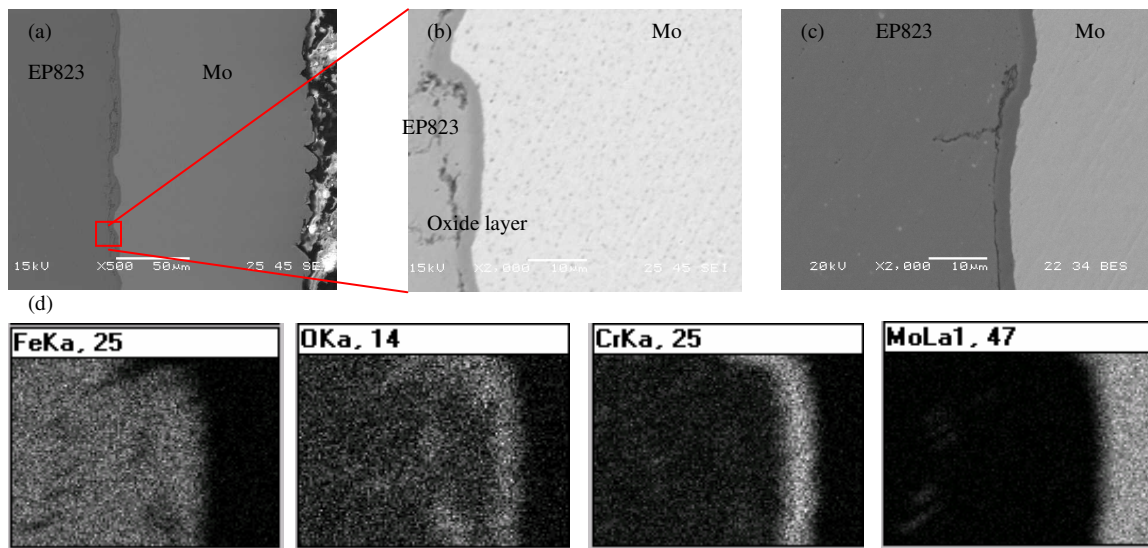 (a)
EP823
Mo
15kV X500 50µm 25 45 SEI
(b)
Mo
EP823
Oxide layer
15kV X2,000 10µm 25 45 SEI
(c)
EP823
Mo
20kV X2,000 10µm 22 34 BES
(d)
FeKa, 25
OKa, 14
CrKa, 25
MoLa1, 47